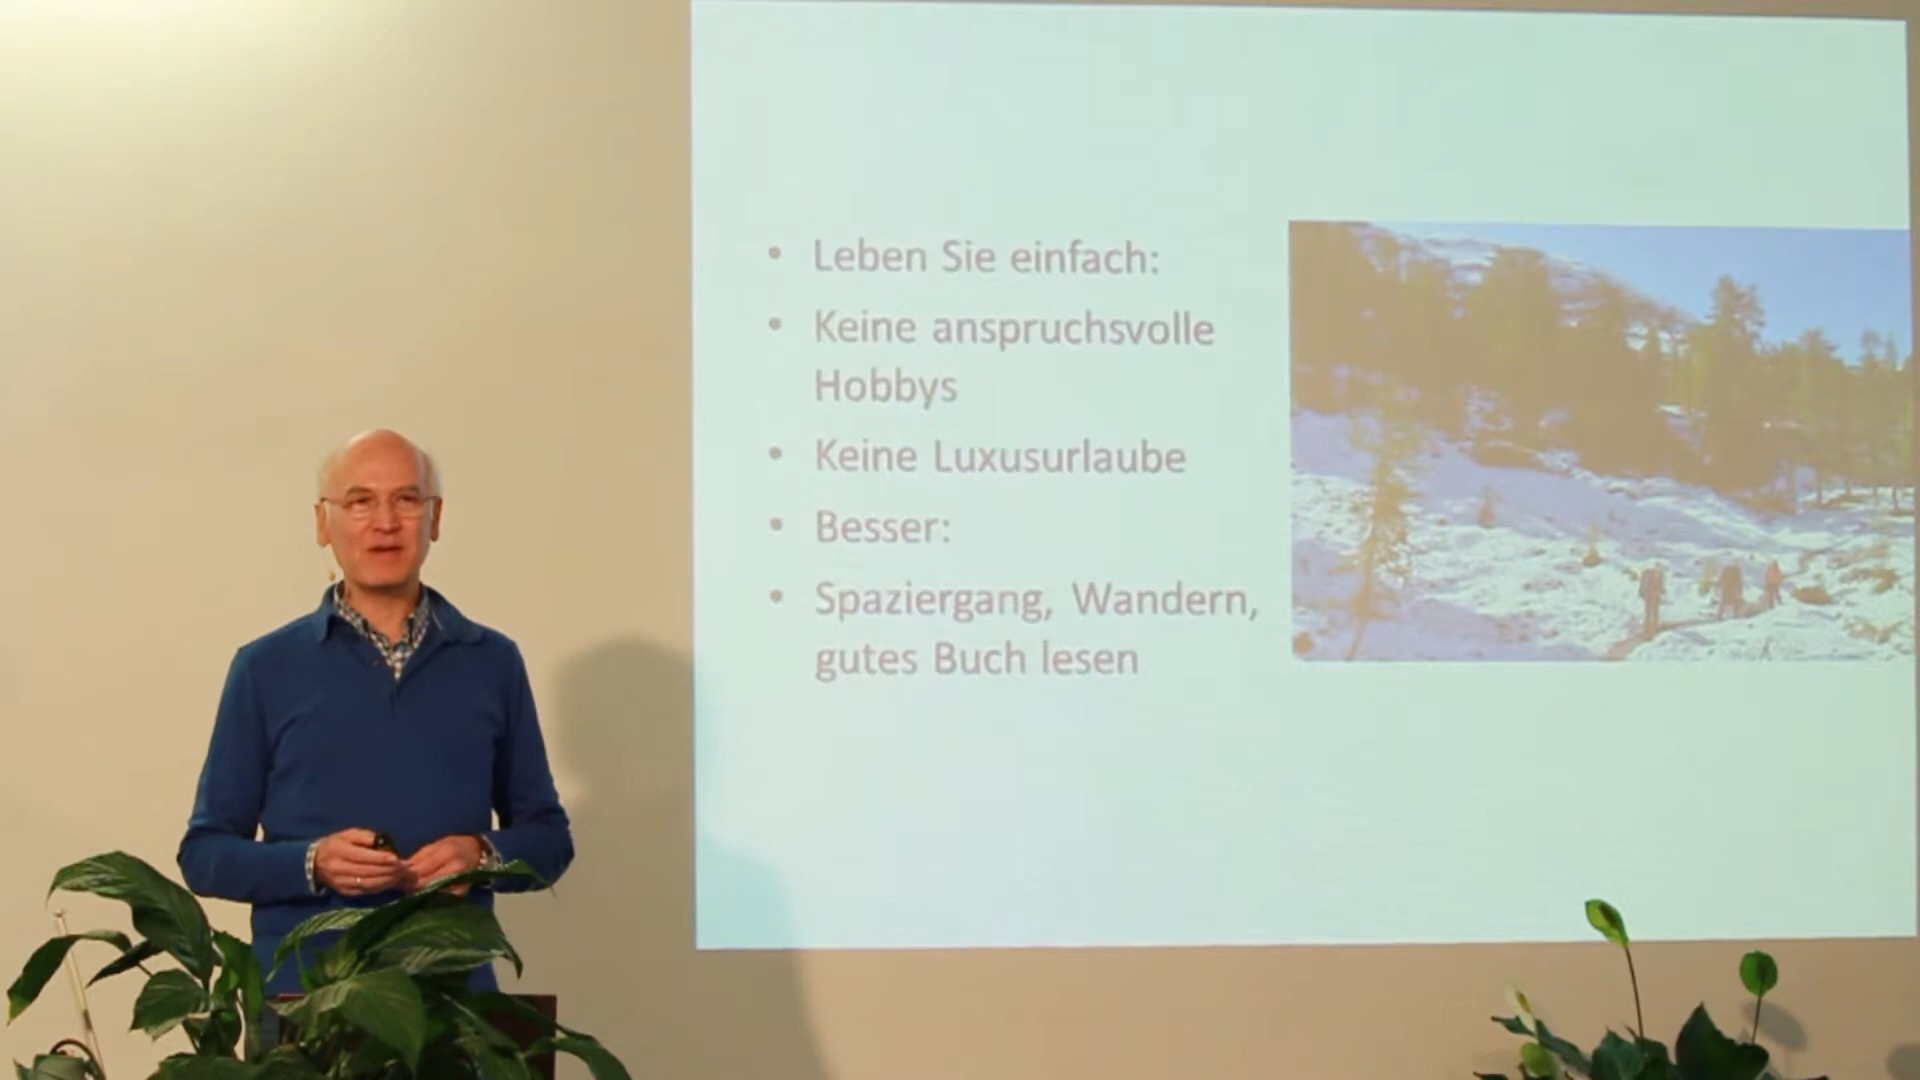 • Leben Sie einfach:
• Keine anspruchsvolle
Hobbys
• Keine Luxusurlaube
• Besser:
• Spaziergang, Wandern,
gutes Buch lesen